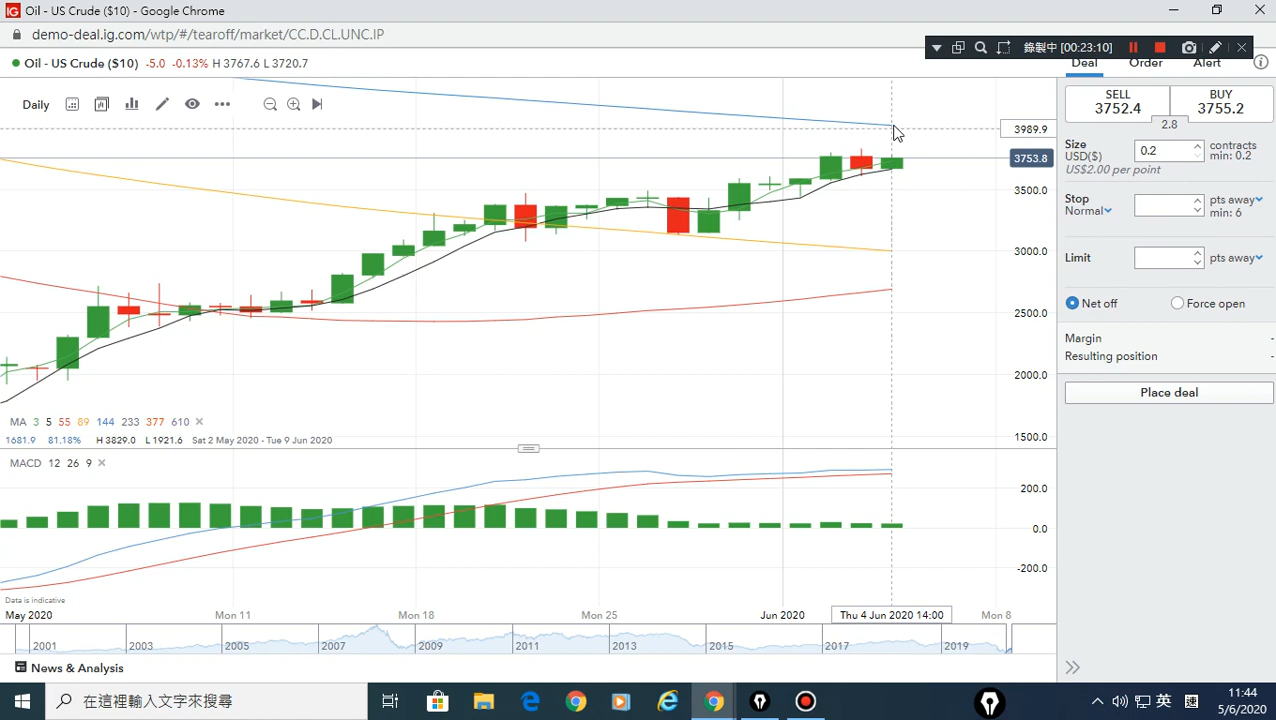 IG Oil - US Crude ($10) - Google Chrome
demo-deal.ig.com/wtp/#/tearoff/market/CC.D.CL.UNC.IP
錄製中 [00:23:10]
Oil - US Crude ($10) -5.0 -0.13% H 3767.6 L 3720.7
Deal Order Alert
Daily
SELL BUY
3752.4 3755.2
2.8
3989.9
3753.8
3500.0
3000.0
2500.0
2000.0
1500.0
Size
USD($)
0.2
contracts
min: 0.2
US$2.00 per point
Stop
Normal
pts away
min: 6
Limit
pts away
Net off Force open
Margin -
Resulting position -
Place deal
MA 3 5 55 89 144 233 377 610
1681.9 81.18% H 3829.0 L 1921.6 Sat 2 May 2020 - Tue 9 Jun 2020
MACD 12 26 9
200.0
0.0
-200.0
Data is indicative
May 2020 Mon 11 Mon 18 Mon 25 Jun 2020 Thu 4 Jun 2020 14:00 Mon 8
2001 2003 2005 2007 2009 2011 2013 2015 2017 2019
News & Analysis
在這裡輸入文字來搜尋
英
11:44
5/6/2020